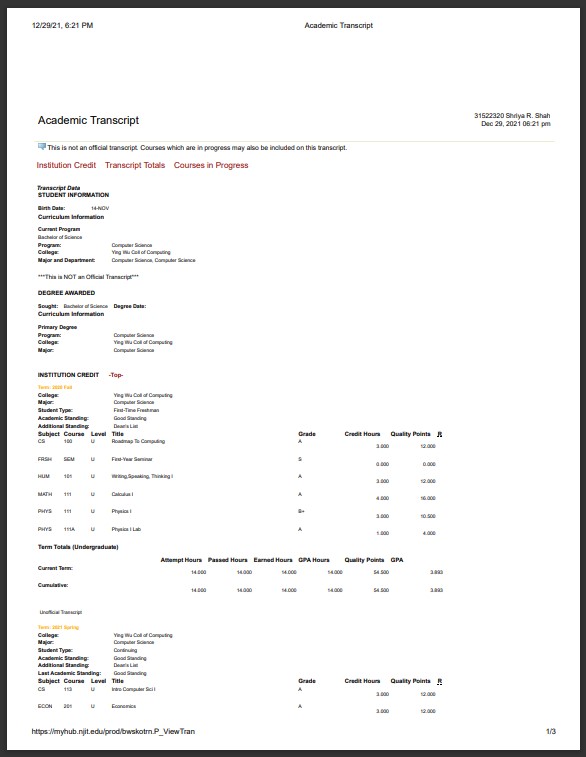 12/29/21, 6:21 PM Academic Transcript
Academic Transcript
31522320 Shriya R. Shah
Dec 29, 2021 06:21 pm
This is not an official transcript. Courses which are in progress may also be included on this transcript.
Institution Credit Transcript Totals Courses in Progress
Transcript Data
STUDENT INFORMATION
Birth Date: 14-NOV
Curriculum Information
Current Program
Bachelor of Science
Program: Computer Science
College: Ying Wu Coll of Computing
Major and Department: Computer Science, Computer Science
***This is NOT an Official Transcript***
DEGREE AWARDED
Sought: Bachelor of Science Degree Date:
Curriculum Information
Primary Degree
Program: Computer Science
College: Ying Wu Coll of Computing
Major: Computer Science
INSTITUTION CREDIT -Top-
Term: 2020 Fall
College: Ying Wu Coll of Computing
Major: Computer Science
Student Type: First-Time Freshman
Academic Standing: Good Standing
Additional Standing: Dean's List
Subject Course Level Title Grade Credit Hours Quality Points R
CS 100 U Roadmap To Computing A 3.000 12.000
FRSH SEM U First-Year Seminar S 0.000 0.000
HUM 101 U Writing,Speaking, Thinking I A 3.000 12.000
MATH 111 U Calculus I A 4.000 16.000
PHYS 111 U Physics I B+ 3.000 10.500
PHYS 111A U Physics I Lab A 1.000 4.000
Term Totals (Undergraduate)
Attempt Hours Passed Hours Earned Hours GPA Hours Quality Points GPA
Current Term: 14.000 14.000 14.000 14.000 54.500 3.893
Cumulative: 14.000 14.000 14.000 14.000 54.500 3.893
Unofficial Transcript
Term: 2021 Spring
College: Ying Wu Coll of Computing
Major: Computer Science
Student Type: Continuing
Academic Standing: Good Standing
Additional Standing: Dean's List
Last Academic Standing: Good Standing
Subject Course Level Title Grade Credit Hours Quality Points R
CS 113 U Intro Computer Sci I A 3.000 12.000
ECON 201 U Economics A 3.000 12.000
https://myhub.njit.edu/prod/bwskotrn.P_ViewTran 1/3